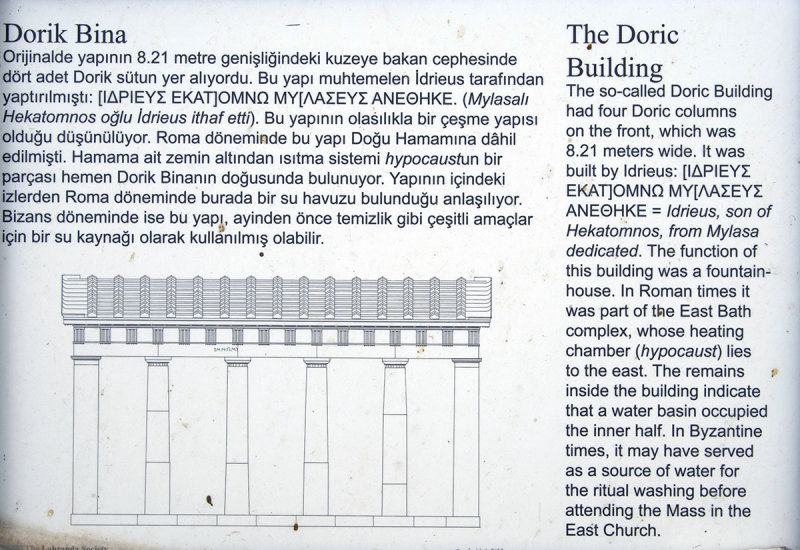 Dorik Bina
Orijinalde yapının 8.21 metre genişliğindeki kuzeye bakan cephesinde
dört adet Dorik sütun yer alıyordu. Bu yapı muhtemelen İdrieus tarafından
yaptırılmıştı: [ΙΔΡΙΕΥΣ ΕΚΑΤ]ΟΜΝΩ ΜΥ[ΛΑΣΕΥΣ ΑΝΕΘΗΚΕ. (Mylasalı
Hekatomnos oğlu İdrieus ithaf etti). Bu yapının olasılıkla bir çeşme yapısı
olduğu düşünülüyor. Roma döneminde bu yapı Doğu Hamamına dâhil
edilmişti. Hamama ait zemin altından ısıtma sistemi hypocaustun bir
parçası hemen Dorik Binanın doğusunda bulunuyor. Yapının içindeki
izlerden Roma döneminde burada bir su havuzu bulunduğu anlaşılıyor.
Bizans döneminde ise bu yapı, ayinden önce temizlik gibi çeşitli amaçlar
için bir su kaynağı olarak kullanılmış olabilir.
The Doric
Building
The so-called Doric Building
had four Doric columns
on the front, which was
8.21 meters wide. It was
built by Idrieus: [ΙΔΡΙΕΥΣ
ΕΚΑΤ]ΟΜΝΩ ΜΥ[ΛΑΣΕΥΣ
ΑΝΕΘΗΚΕ = Idrieus, son of
Hekatomnos, from Mylasa
dedicated. The function of
this building was a fountain-
house. In Roman times it
was part of the East Bath
complex, whose heating
chamber (hypocaust) lies
to the east. The remains
inside the building indicate
that a water basin occupied
the inner half. In Byzantine
times, it may have served
as a source of water for
the ritual washing before
attending the Mass in the
East Church.
Labranda Society